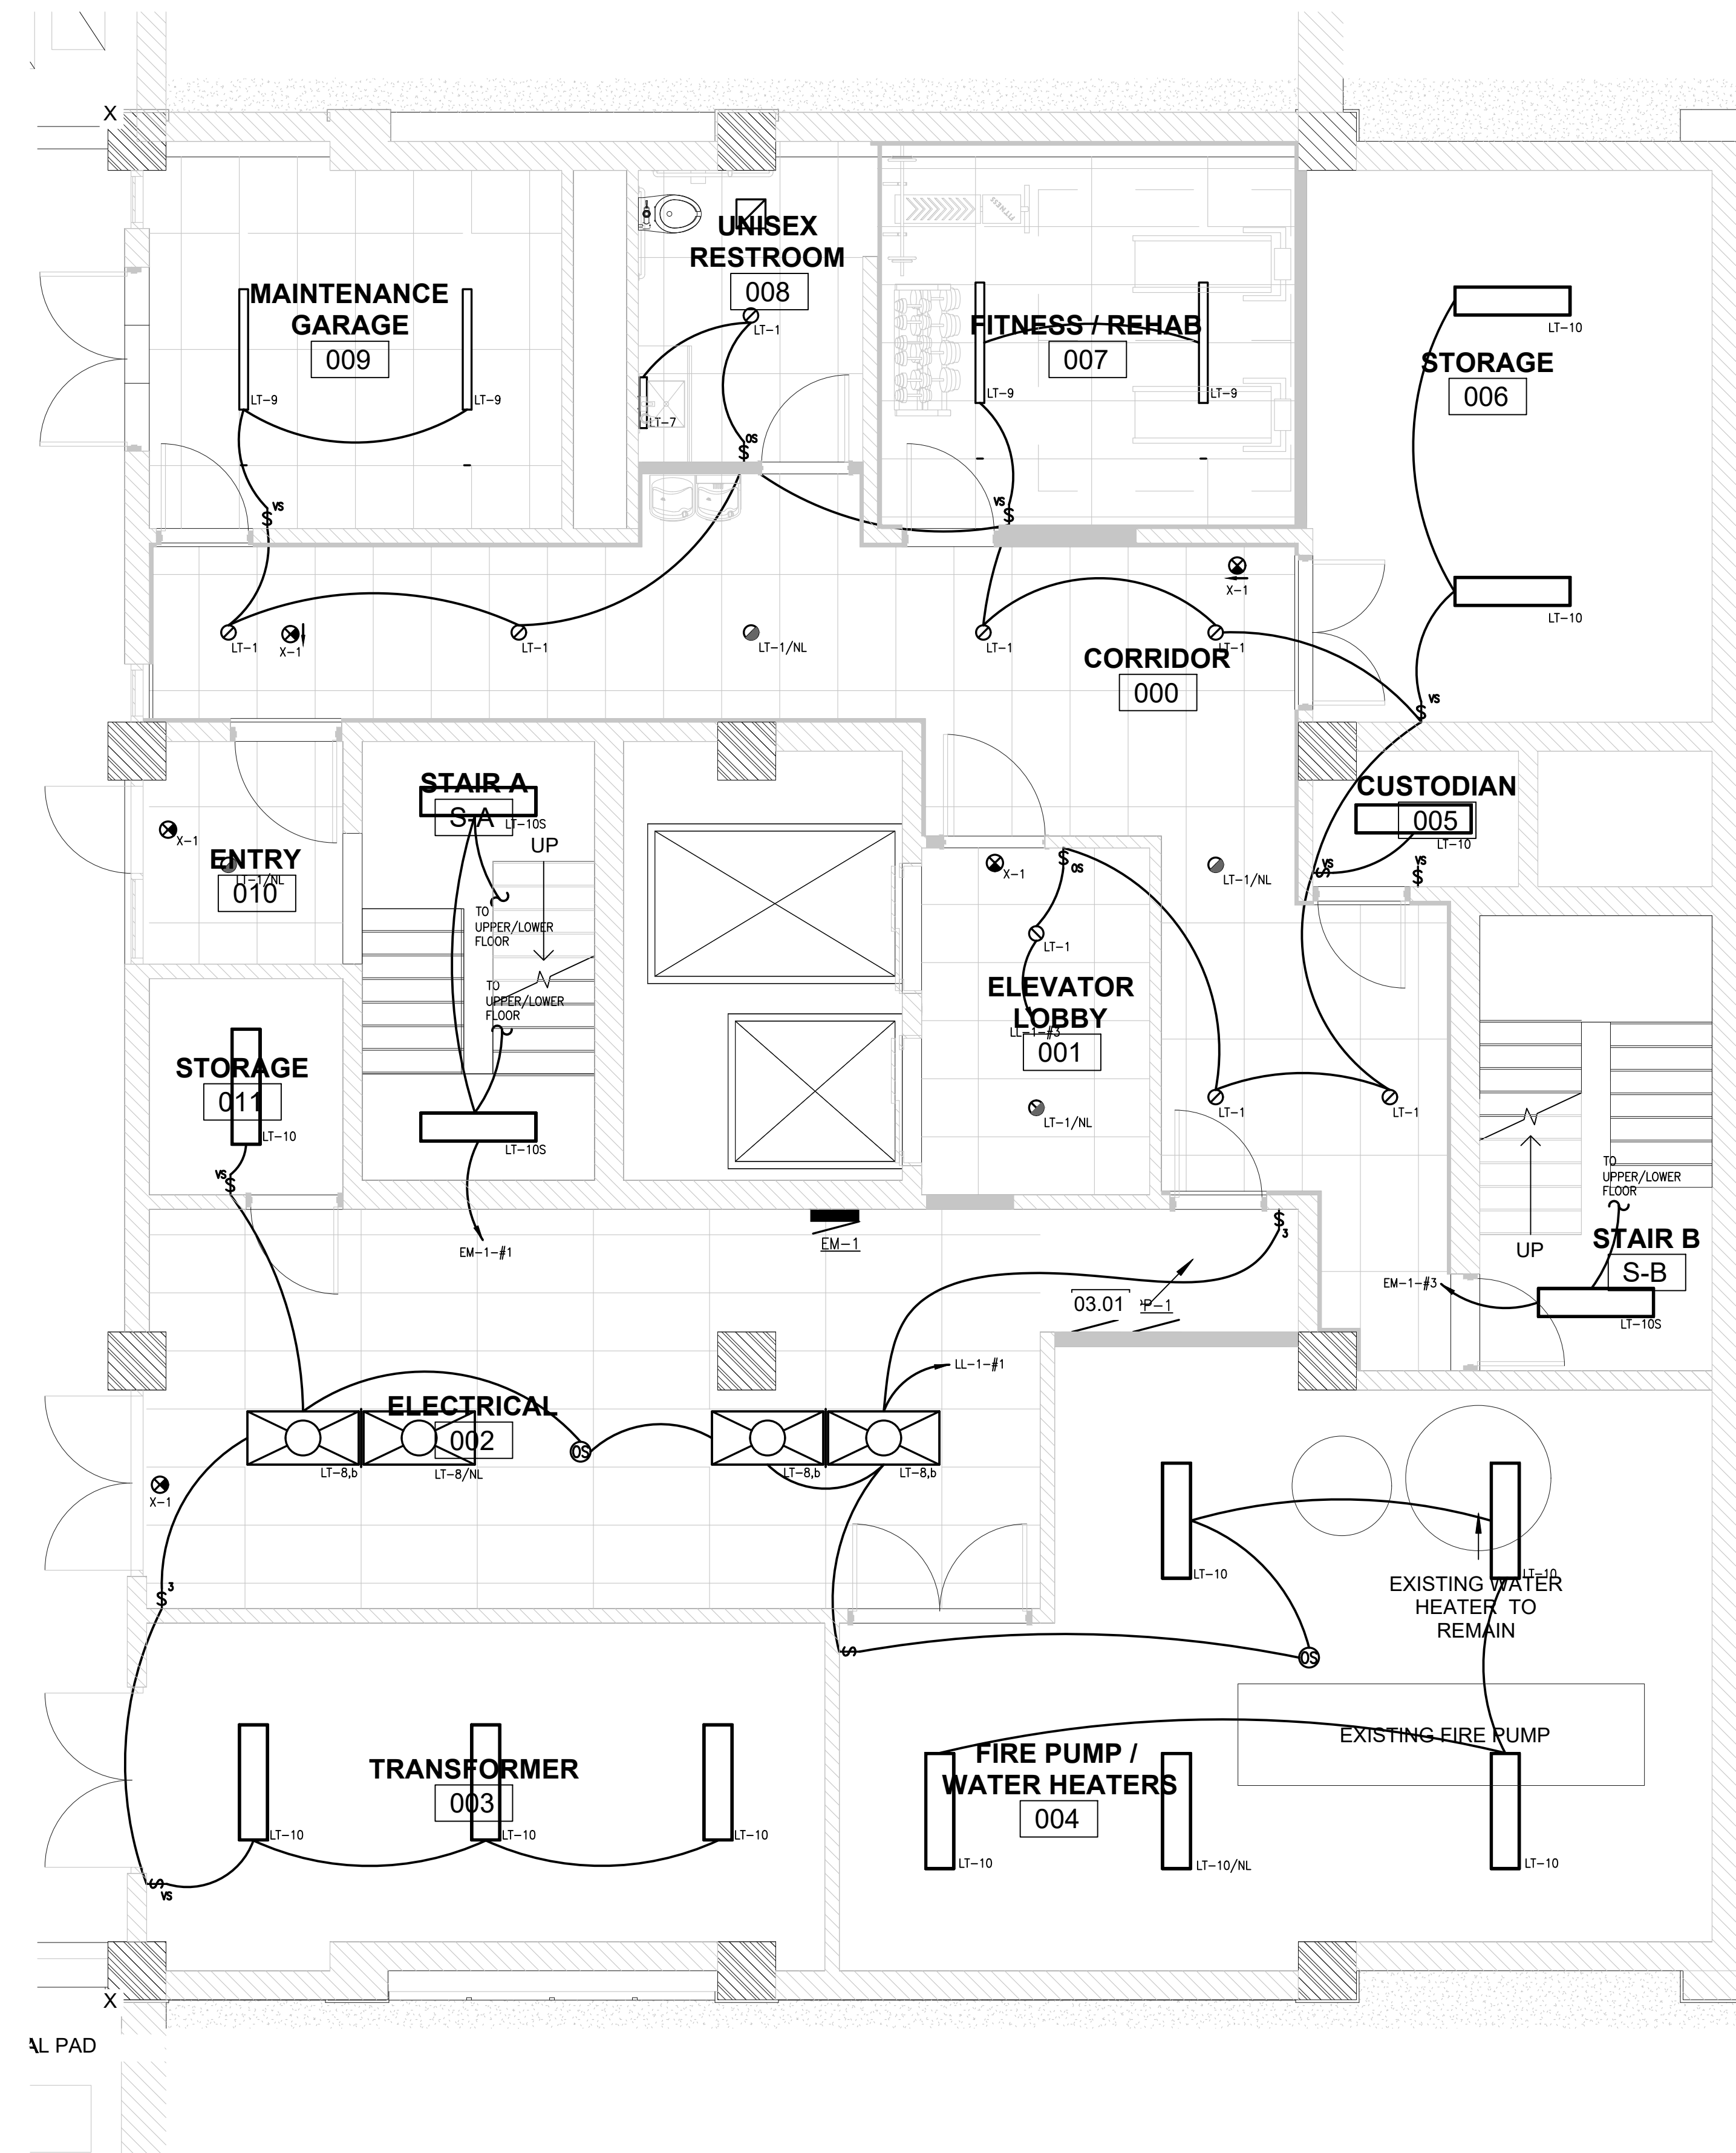 X
UNISEX
RESTROOM
008
LT-1
LT-7
OS
$
MAINTENANCE
GARAGE
009
LT-9
LT-9
VS
$
FITNESS
FITNESS / REHAB
007
LT-9
LT-9
VS
$
LT-10
STORAGE
006
LT-10
VS
$
X-1
LT-1
X-1
LT-1
LT-1/NL
LT-1
LT-1
CORRIDOR
000
STAIR A
S-A
LT-10S
UP
TO
UPPER/LOWER
FLOOR
TO
UPPER/LOWER
FLOOR
LT-10S
EM-1-#1
X-1
ENTRY
LT-1/NL
010
CUSTODIAN
005
LT-10
VS
$
VS
$
$
OS
X-1
LT-1/NL
LT-1
ELEVATOR
LOBBY
LL-1-#3
001
LT-1/NL
LT-1
LT-1
STORAGE
011
LT-10
VS
$
EM-1
$
3
TO
UPPER/LOWER
FLOOR
UP
STAIR B
S-B
EM-1-#3
LT-10S
03.01
P-1
LL-1-#1
ELECTRICAL
002
OS
LT-8,b
LT-8/NL
LT-8,b
LT-8,b
X-1
$
3
LT-10
LT-10
EXISTING WATER
HEATER TO
REMAIN
$
OS
EXISTING FIRE PUMP
TRANSFORMER
003
LT-10
LT-10
LT-10
$
VS
FIRE PUMP /
WATER HEATERS
004
LT-10
LT-10/NL
LT-10
X
AL PAD